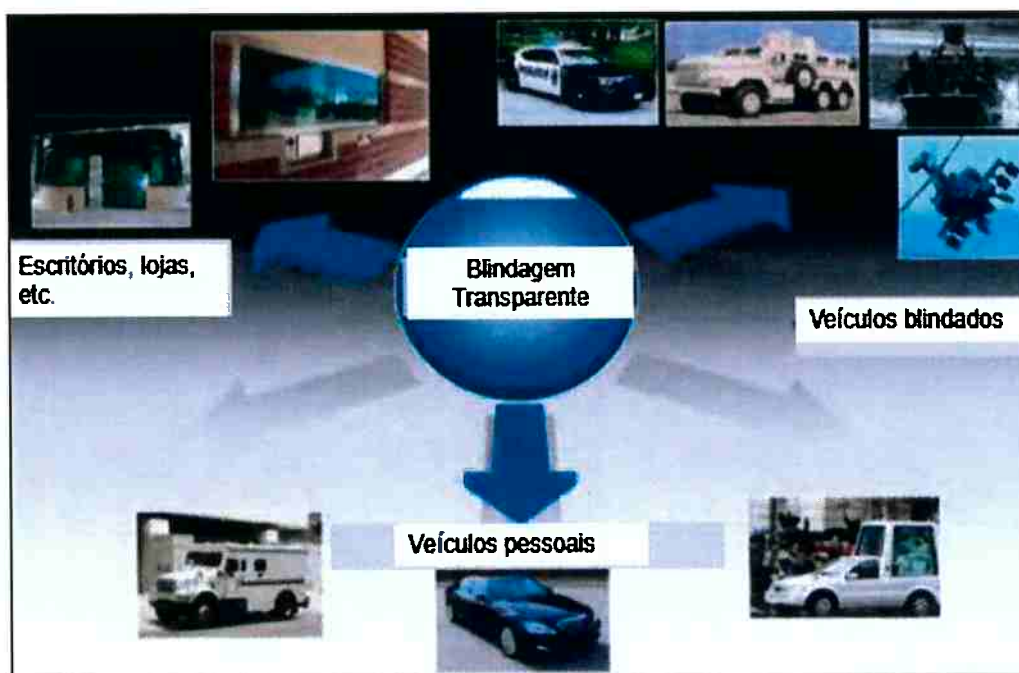 Escritórios, lojas,
etc.
Blindagem
Transparente
Veículos blindados
Veículos pessoais